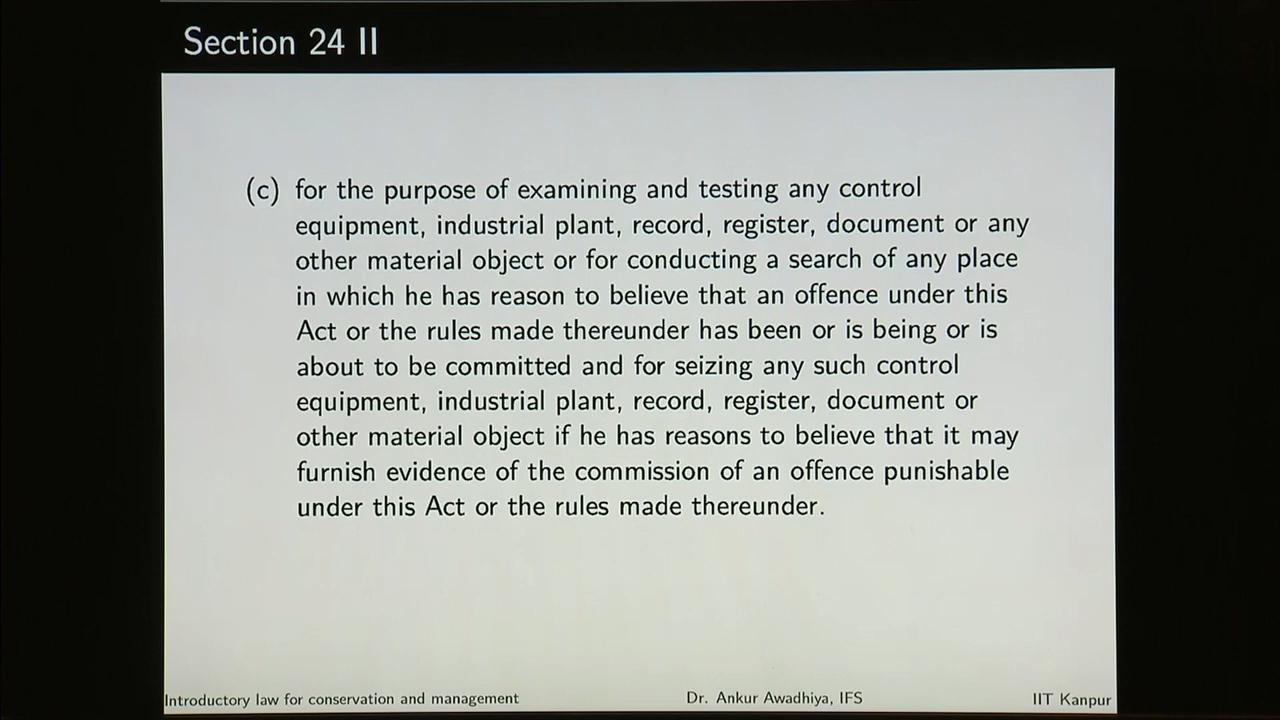 Section 24 II
(c) for the purpose of examining and testing any control
equipment, industrial plant, record, register, document or any
other material object or for conducting a search of any place
in which he has reason to believe that an offence under this
Act or the rules made thereunder has been or is being or is
about to be committed and for seizing any such control
equipment, industrial plant, record, register, document or
other material object if he has reasons to believe that it may
furnish evidence of the commission of an offence punishable
under this Act or the rules made thereunder.
Introductory law for conservation and management Dr. Ankur Awadhiya, IFS IIT Kanpur